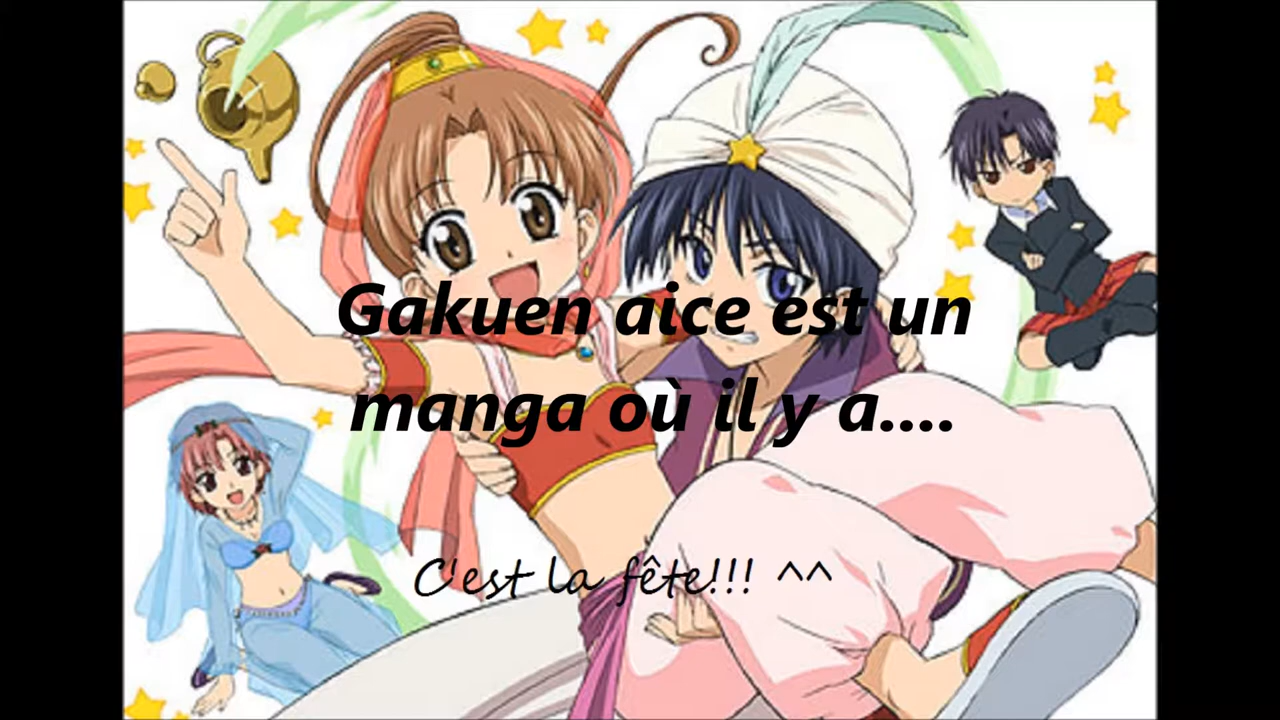 Gakuen aice est un
manga où il y a....
C'est la fête!!! ^^